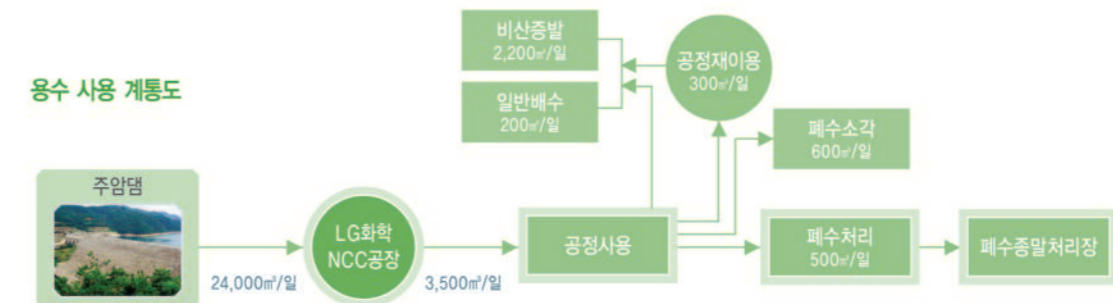 용수 사용 계통도
비산증발
2,200㎥/일
일반배수
200㎥/일
공정재이용
300㎥/일
폐수소각
600㎥/일
주암댐
LG화학
NCC공장
24,000㎥/일
3,500㎥/일
공정사용
폐수처리
500㎥/일
폐수종말처리장